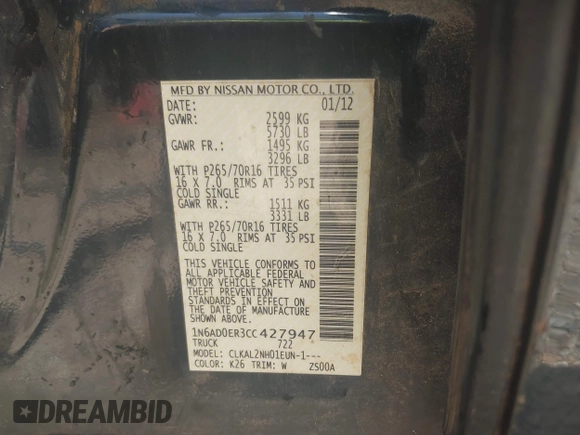 MFD BY NISSAN MOTOR CO., LTD.
DATE: 01/12
GVWR: 2599 KG
5730 LB
GAWR FR.: 1495 KG
3296 LB
WITH P265/70R16 TIRES
16 X 7.0 RIMS AT 35 PSI
COLD SINGLE
GAWR RR.: 1511 KG
3331 LB
WITH P265/70R16 TIRES
16 X 7.0 RIMS AT 35 PSI
COLD SINGLE
THIS VEHICLE CONFORMS TO
ALL APPLICABLE FEDERAL
MOTOR VEHICLE SAFETY AND
THEFT PREVENTION
STANDARDS IN EFFECT ON
THE DATE OF MANUFACTURE
SHOWN ABOVE
1N6AD0ER3CC427947
TRUCK 722
MODEL: CLKAL2NH01EUN-1---
COLOR: K26 TRIM: W ZS00A
DREAMBID